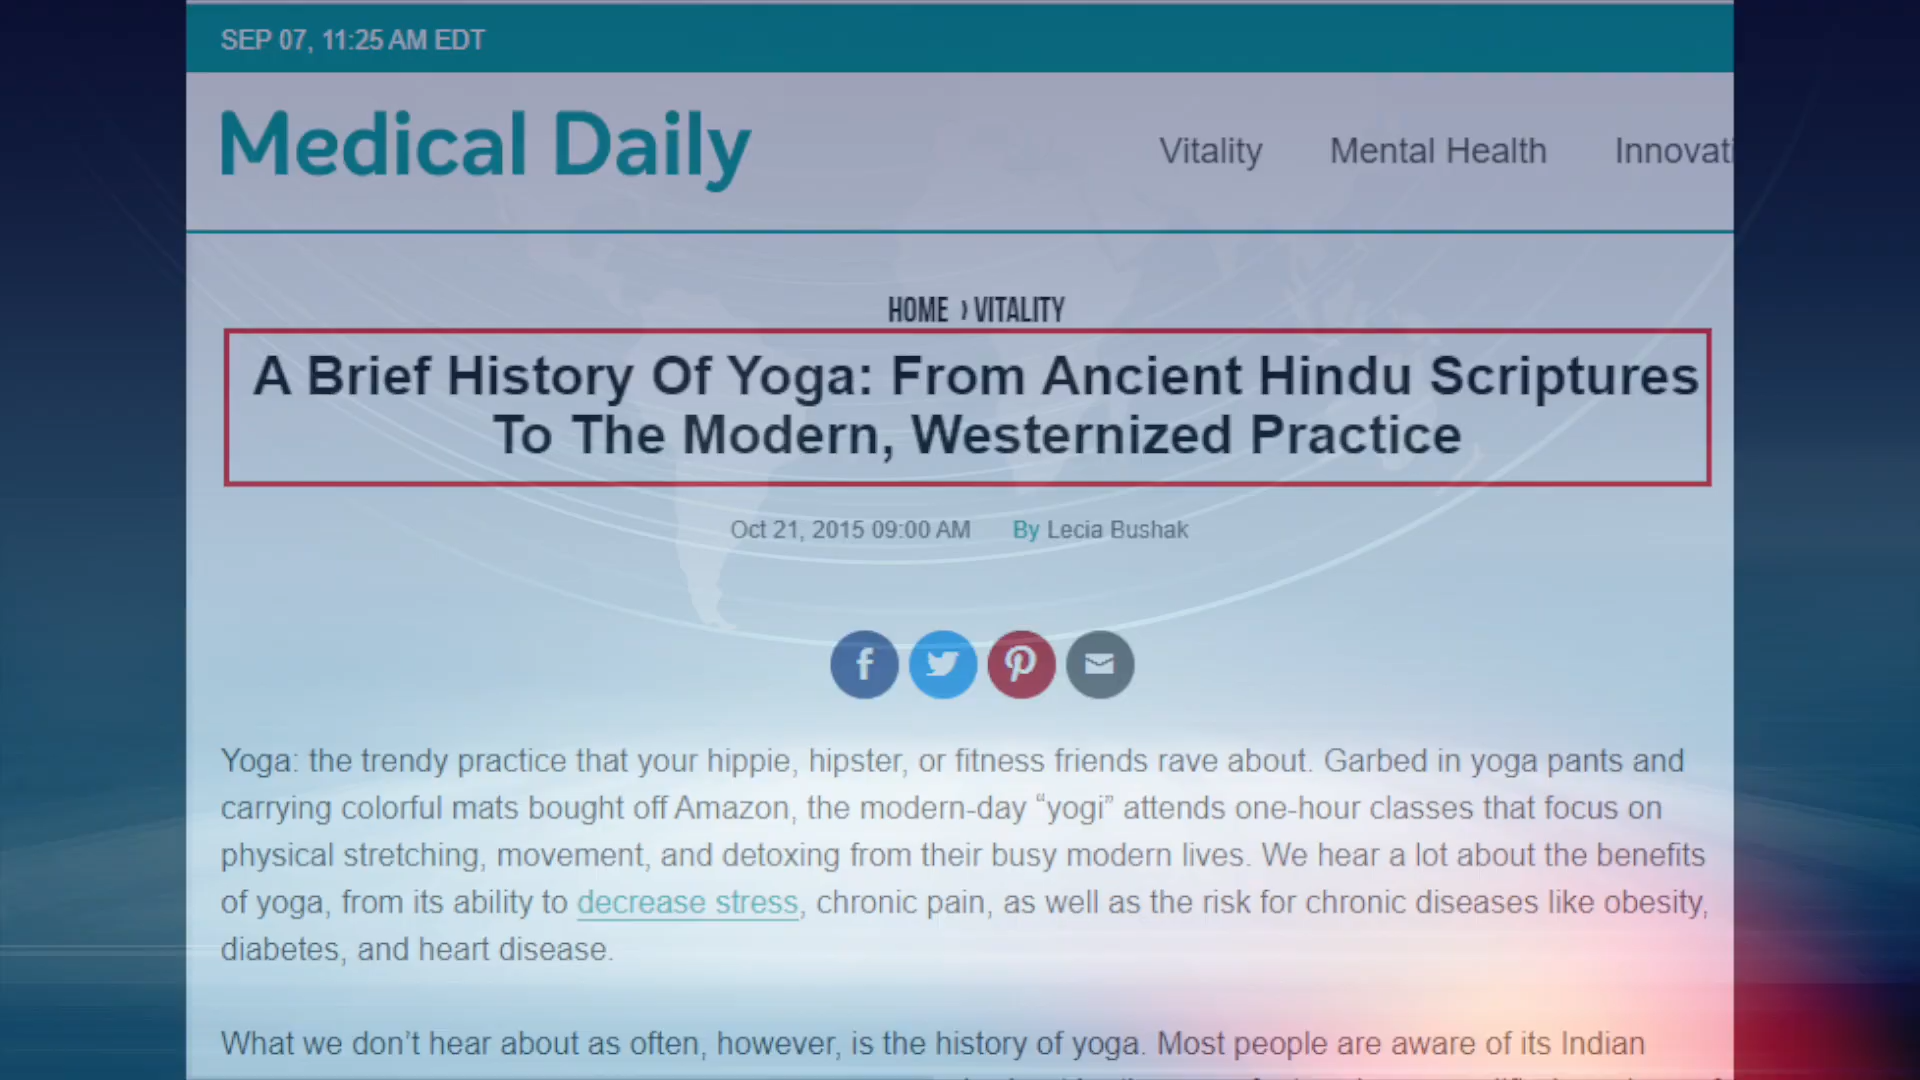 SEP 07, 11:25 AM EDT
Medical Daily
Vitality Mental Health Innovati
HOME › VITALITY
A Brief History Of Yoga: From Ancient Hindu Scriptures
To The Modern, Westernized Practice
Oct 21, 2015 09:00 AM By Lecia Bushak
Yoga: the trendy practice that your hippie, hipster, or fitness friends rave about. Garbed in yoga pants and
carrying colorful mats bought off Amazon, the modern-day “yogi” attends one-hour classes that focus on
physical stretching, movement, and detoxing from their busy modern lives. We hear a lot about the benefits
of yoga, from its ability to decrease stress, chronic pain, as well as the risk for chronic diseases like obesity,
diabetes, and heart disease.
What we don’t hear about as often, however, is the history of yoga. Most people are aware of its Indian